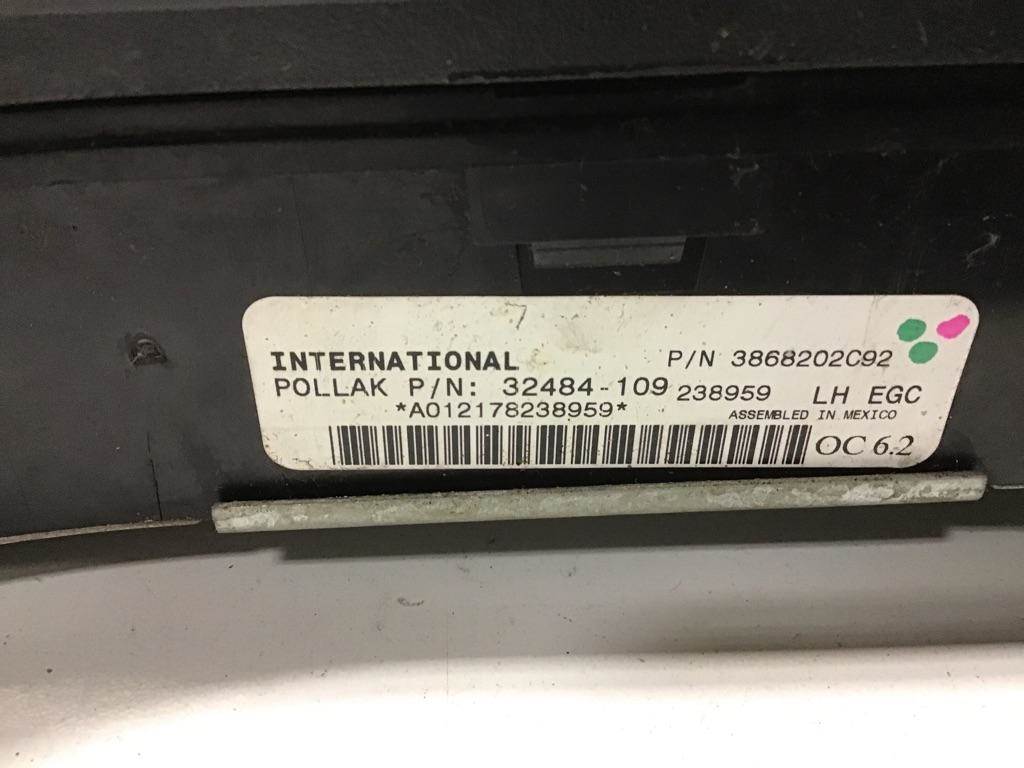 INTERNATIONAL P/N 3868202C92
POLLAK P/N: 32484-109 238959 LH EGC
*A012178238959* ASSEMBLED IN MEXICO
OC 6.2